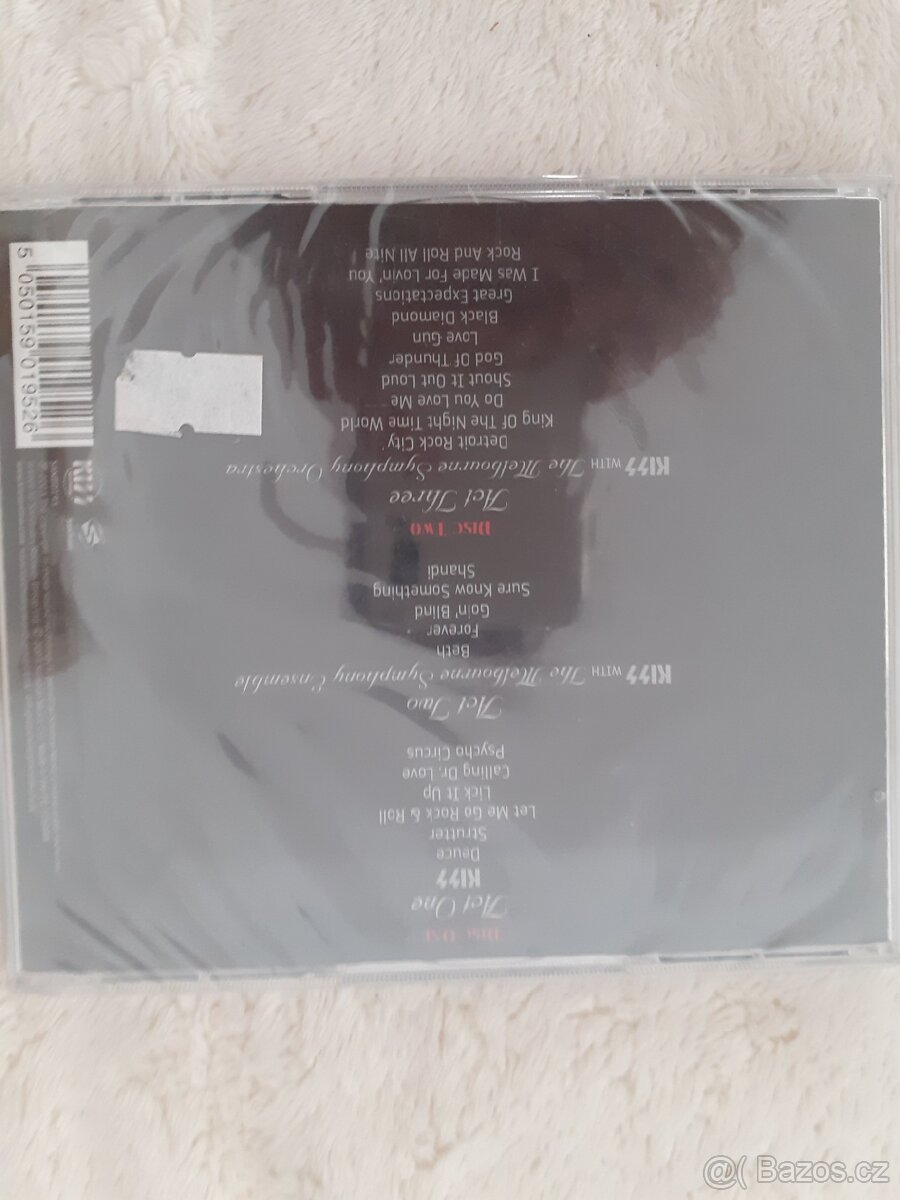 Disc One
Act One
KISS
Deuce
Strutter
Let Me Go Rock & Roll
Lick It Up
Calling Dr. Love
Psycho Circus
Act Two
KISS WITH The Melbourne Symphony Ensemble
Beth
Forever
Goin' Blind
Sure Know Something
Shandi
Disc Two
Act Three
KISS WITH The Melbourne Symphony Orchestra
Detroit Rock City
King Of The Night Time World
Do You Love Me
Shout It Out Loud
God Of Thunder
Love Gun
Black Diamond
Great Expectations
I Was Made For Lovin' You
Rock And Roll All Nite
5 050159 019526
KISS
@( Bazos.cz